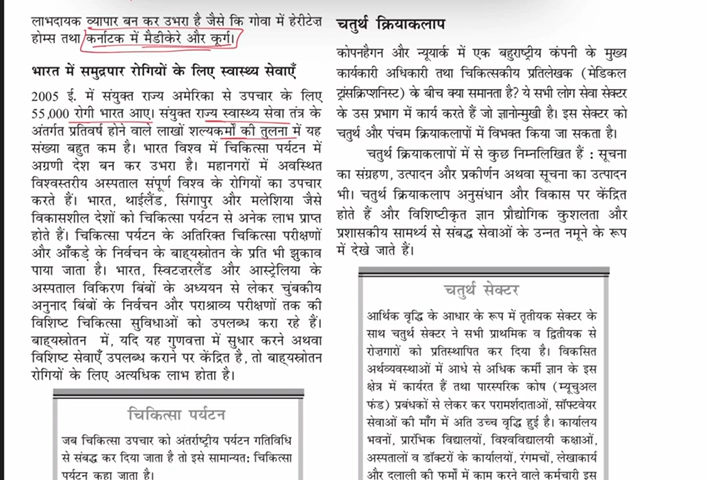 लाभदायक व्यापार बन कर उभरा है जैसे कि गोवा में हेरीटेज़
होम्स तथा कर्नाटक में मैडीकेरे और कूर्ग।
भारत में समुद्रपार रोगियों के लिए स्वास्थ्य सेवाएँ
2005 ई. में संयुक्त राज्य अमेरिका से उपचार के लिए
55,000 रोगी भारत आए। संयुक्त राज्य स्वास्थ्य सेवा तंत्र के
अंतर्गत प्रतिवर्ष होने वाले लाखों शल्यकर्मों की तुलना में यह
संख्या बहुत कम है। भारत विश्व में चिकित्सा पर्यटन में
अग्रणी देश बन कर उभरा है। महानगरों में अवस्थित
विश्वस्तरीय अस्पताल संपूर्ण विश्व के रोगियों का उपचार
करते हैं। भारत, थाईलैंड, सिंगापुर और मलेशिया जैसे
विकासशील देशों को चिकित्सा पर्यटन से अनेक लाभ प्राप्त
होते हैं। चिकित्सा पर्यटन के अतिरिक्त चिकित्सा परीक्षणों
और आँकड़े के निर्वचन के बाह्यस्रोतन के प्रति भी झुकाव
पाया जाता है। भारत, स्विटजरलैंड और आस्ट्रेलिया के
अस्पताल विकिरण बिंबों के अध्ययन से लेकर चुंबकीय
अनुनाद बिंबों के निर्वचन और पराश्राव्य परीक्षणों तक की
विशिष्ट चिकित्सा सुविधाओं को उपलब्ध करा रहे हैं।
बाह्यस्रोतन में, यदि यह गुणवत्ता में सुधार करने अथवा
विशिष्ट सेवाएँ उपलब्ध कराने पर केंद्रित है, तो बाह्यस्रोतन
रोगियों के लिए अत्यधिक लाभ होता है।
चिकित्सा पर्यटन
जब चिकित्सा उपचार को अंतर्राष्ट्रीय पर्यटन गतिविधि
से संबद्ध कर दिया जाता है तो इसे सामान्यत: चिकित्सा
पर्यटन कहा जाता है।
चतुर्थ क्रियाकलाप
कोपनहैगन और न्यूयार्क में एक बहुराष्ट्रीय कंपनी के मुख्य
कार्यकारी अधिकारी तथा चिकित्सकीय प्रतिलेखक (मेडिकल
ट्रांसक्रिप्शनिस्ट) के बीच क्या समानता है? ये सभी लोग सेवा सेक्टर
के उस प्रभाग में कार्य करते हैं जो ज्ञानोन्मुखी है। इस सेक्टर को
चतुर्थ और पंचम क्रियाकलापों में विभक्त किया जा सकता है।
चतुर्थ क्रियाकलापों में से कुछ निम्नलिखित हैं : सूचना
का संग्रहण, उत्पादन और प्रकीर्णन अथवा सूचना का उत्पादन
भी। चतुर्थ क्रियाकलाप अनुसंधान और विकास पर केंद्रित
होते हैं और विशिष्टीकृत ज्ञान प्रौद्योगिक कुशलता और
प्रशासकीय सामर्थ्य से संबद्ध सेवाओं के उन्नत नमूने के रूप
में देखे जाते हैं।
चतुर्थ सेक्टर
आर्थिक वृद्धि के आधार के रूप में तृतीयक सेक्टर के
साथ चतुर्थ सेक्टर ने सभी प्राथमिक व द्वितीयक से
रोज़गारों को प्रतिस्थापित कर दिया है। विकसित
अर्थव्यवस्थाओं में आधे से अधिक कर्मी ज्ञान के इस
क्षेत्र में कार्यरत हैं तथा पारस्परिक कोष (म्यूचुअल
फंड) प्रबंधकों से लेकर कर परामर्शदाताओं, सॉफ्टवेयर
सेवाओं की माँग में अति उच्च वृद्धि हुई है। कार्यालय
भवनों, प्रारंभिक विद्यालयों, विश्वविद्यालयी कक्षाओं,
अस्पतालों व डॉक्टरों के कार्यालयों, रंगमचों, लेखाकार्य
और दलाली की फर्मों में काम करने वाले कर्मचारी इस